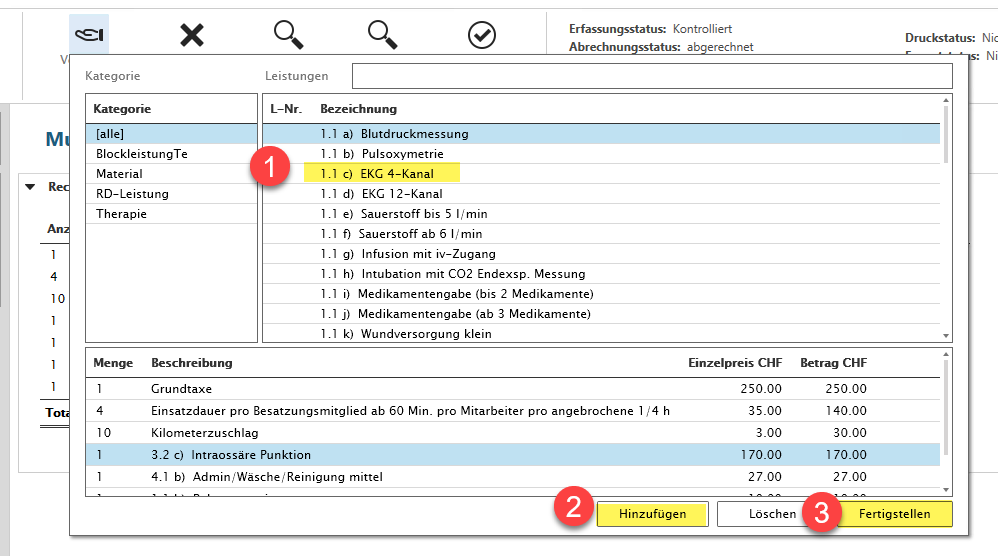 Erfassungsstatus: Kontrolliert
Abrechnungsstatus: abgerechnet
Druckstatus:
Kategorie Leistungen
Kategorie
[alle]
BlockleistungTe
Material
RD-Leistung
Therapie
L-Nr. Bezeichnung
1.1 a) Blutdruckmessung
1.1 b) Pulsoxymetrie
1
1.1 c) EKG 4-Kanal
1.1 d) EKG 12-Kanal
1.1 e) Sauerstoff bis 5 l/min
1.1 f) Sauerstoff ab 6 l/min
1.1 g) Infusion mit iv-Zugang
1.1 h) Intubation mit CO2 Endexsp. Messung
1.1 i) Medikamentengabe (bis 2 Medikamente)
1.1 j) Medikamentengabe (ab 3 Medikamente)
1.1 k) Wundversorgung klein
1
4
10
1
1
1
1
Menge Beschreibung Einzelpreis CHF Betrag CHF
1 Grundtaxe 250.00 250.00
4 Einsatzdauer pro Besatzungsmitglied ab 60 Min. pro Mitarbeiter pro angebrochene 1/4 h 35.00 140.00
10 Kilometerzuschlag 3.00 30.00
1 3.2 c) Intraossäre Punktion 170.00 170.00
1 4.1 b) Admin/Wäsche/Reinigung mittel 27.00 27.00
2 Hinzufügen Löschen 3 Fertigstellen